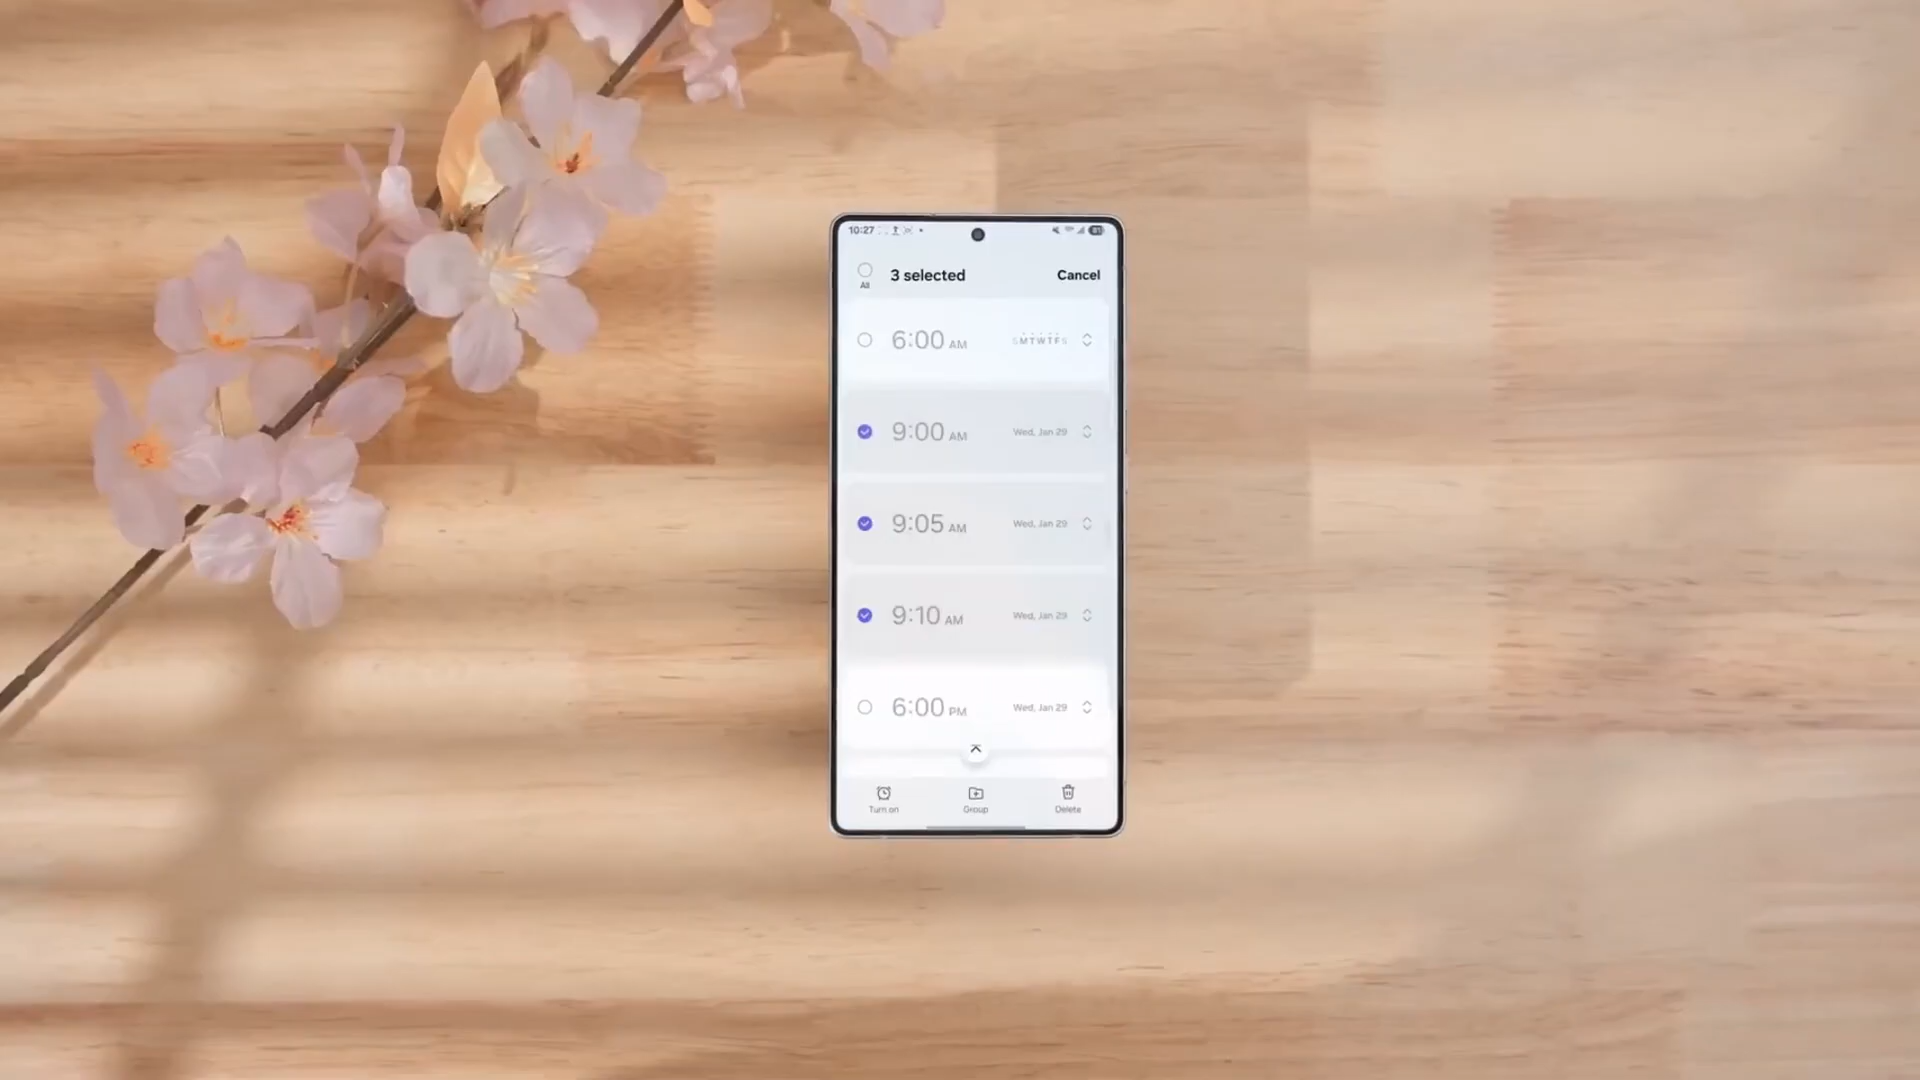 10:27
81
All
3 selected
Cancel
6:00 AM
SMTWTFS
9:00 AM
Wed, Jan 29
9:05 AM
Wed, Jan 29
9:10 AM
Wed, Jan 29
6:00 PM
Wed, Jan 29
Turn on
Group
Delete